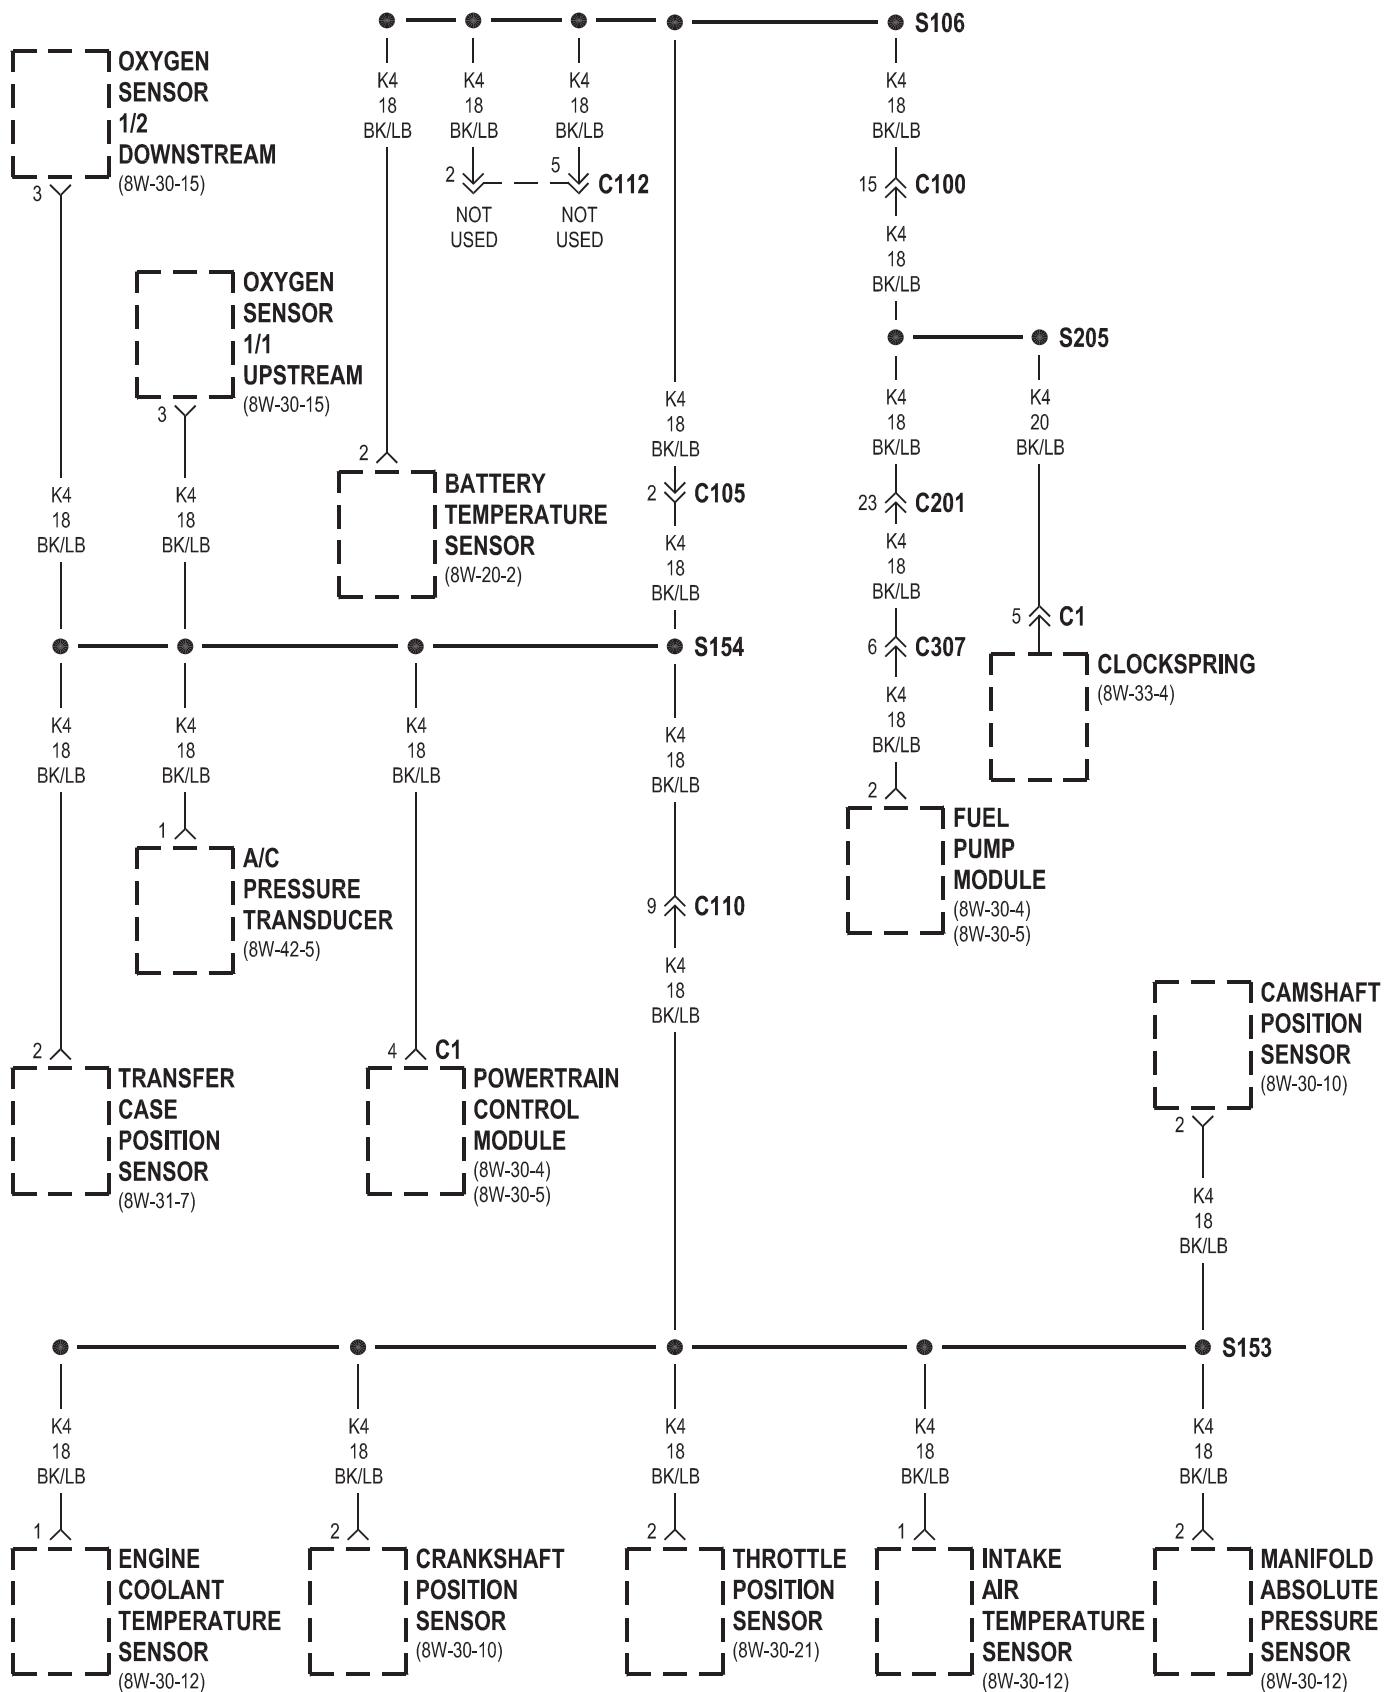 S106
OXYGEN
SENSOR
1/2
DOWNSTREAM
(8W-30-15)
3
K4
18
BK/LB
K4
18
BK/LB
K4
18
BK/LB
K4
18
BK/LB
2
5
C112
NOT
USED
NOT
USED
15
C100
K4
18
BK/LB
OXYGEN
SENSOR
1/1
UPSTREAM
(8W-30-15)
3
S205
K4
18
BK/LB
K4
18
BK/LB
K4
20
BK/LB
2
BATTERY
TEMPERATURE
SENSOR
(8W-20-2)
K4
18
BK/LB
K4
18
BK/LB
2
C105
K4
18
BK/LB
23
C201
K4
18
BK/LB
5
C1
CLOCKSPRING
(8W-33-4)
S154
6
C307
K4
18
BK/LB
K4
18
BK/LB
K4
18
BK/LB
K4
18
BK/LB
K4
18
BK/LB
2
FUEL
PUMP
MODULE
(8W-30-4)
(8W-30-5)
1
A/C
PRESSURE
TRANSDUCER
(8W-42-5)
9
C110
K4
18
BK/LB
CAMSHAFT
POSITION
SENSOR
(8W-30-10)
2
2
TRANSFER
CASE
POSITION
SENSOR
(8W-31-7)
4
C1
POWERTRAIN
CONTROL
MODULE
(8W-30-4)
(8W-30-5)
K4
18
BK/LB
S153
K4
18
BK/LB
K4
18
BK/LB
K4
18
BK/LB
K4
18
BK/LB
K4
18
BK/LB
1
ENGINE
COOLANT
TEMPERATURE
SENSOR
(8W-30-12)
2
CRANKSHAFT
POSITION
SENSOR
(8W-30-10)
2
THROTTLE
POSITION
SENSOR
(8W-30-21)
1
INTAKE
AIR
TEMPERATURE
SENSOR
(8W-30-12)
2
MANIFOLD
ABSOLUTE
PRESSURE
SENSOR
(8W-30-12)